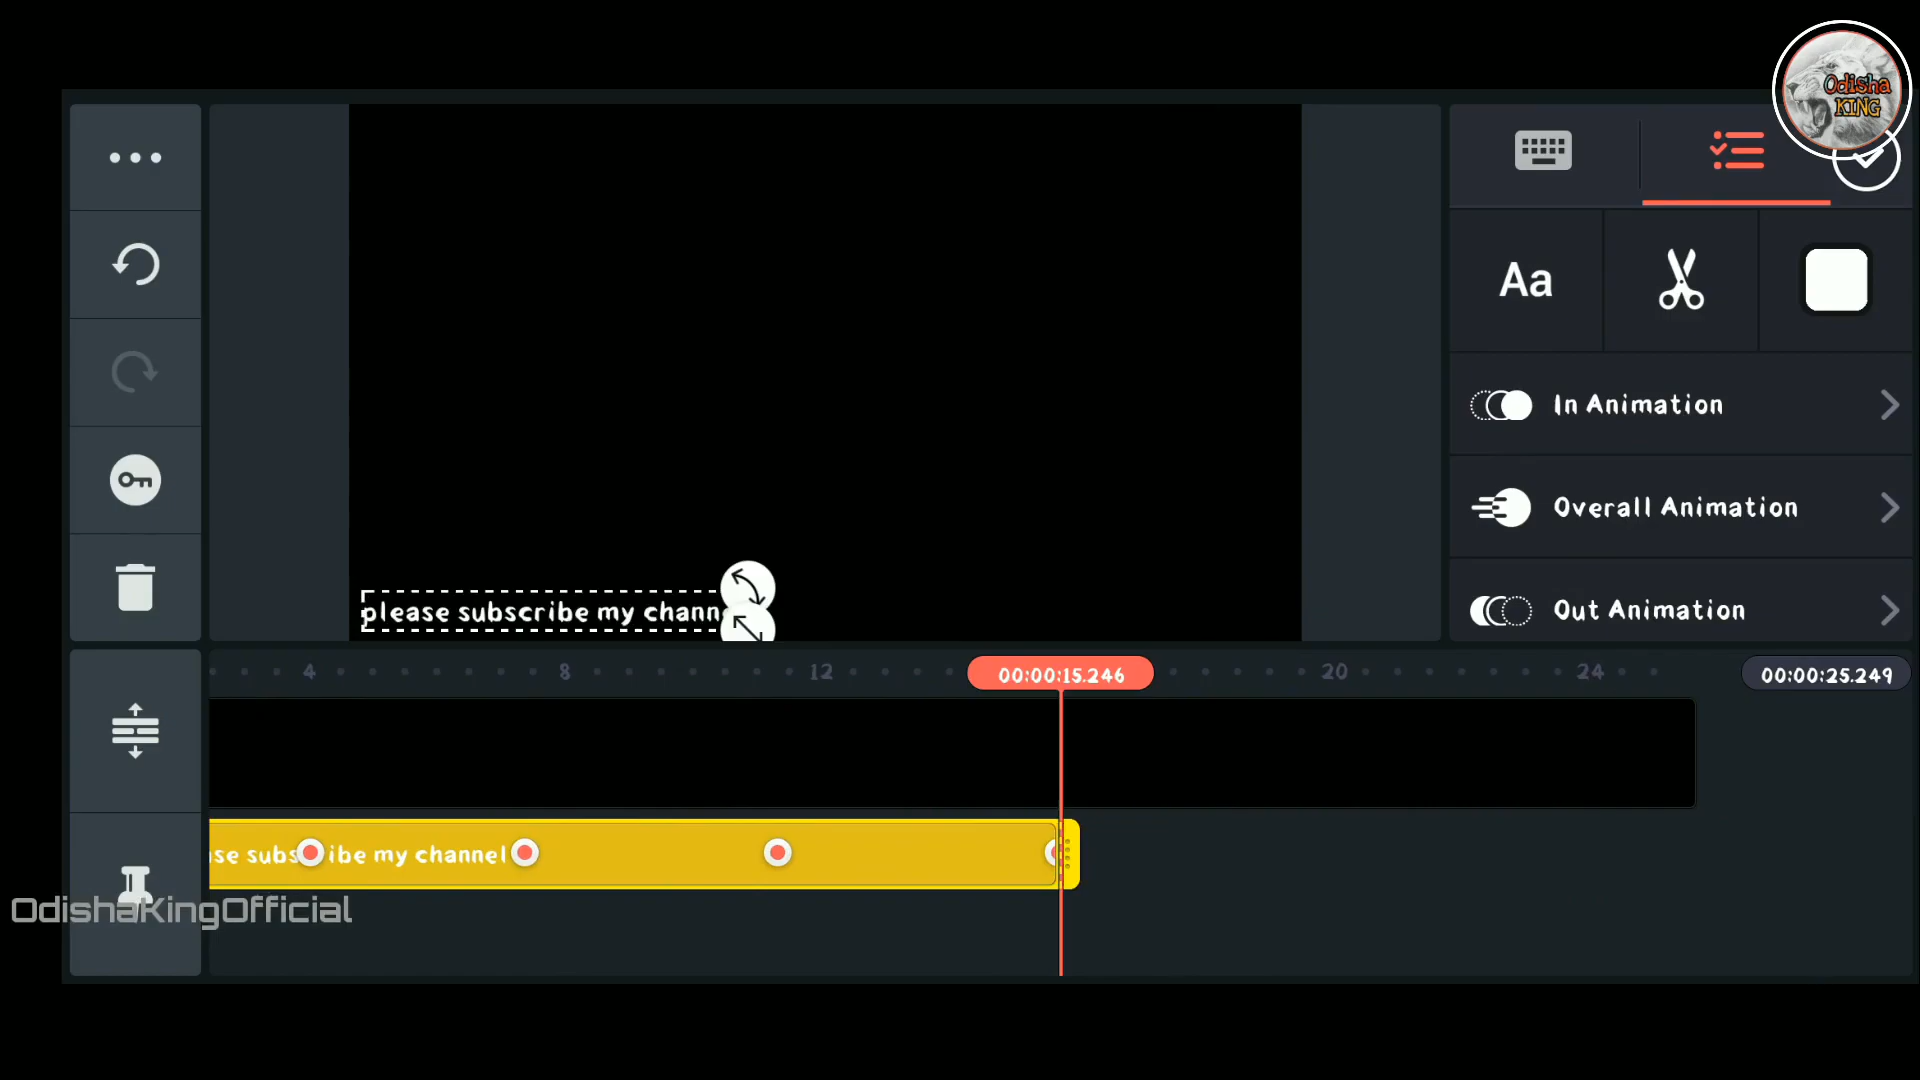 Odisha
KING
Aa
In Animation
Overall Animation
Out Animation
please subscribe my chann
4
8
12
00:00:15.246
20
24
00:00:25.249
se subs ibe my channel
OdishaKingOfficial